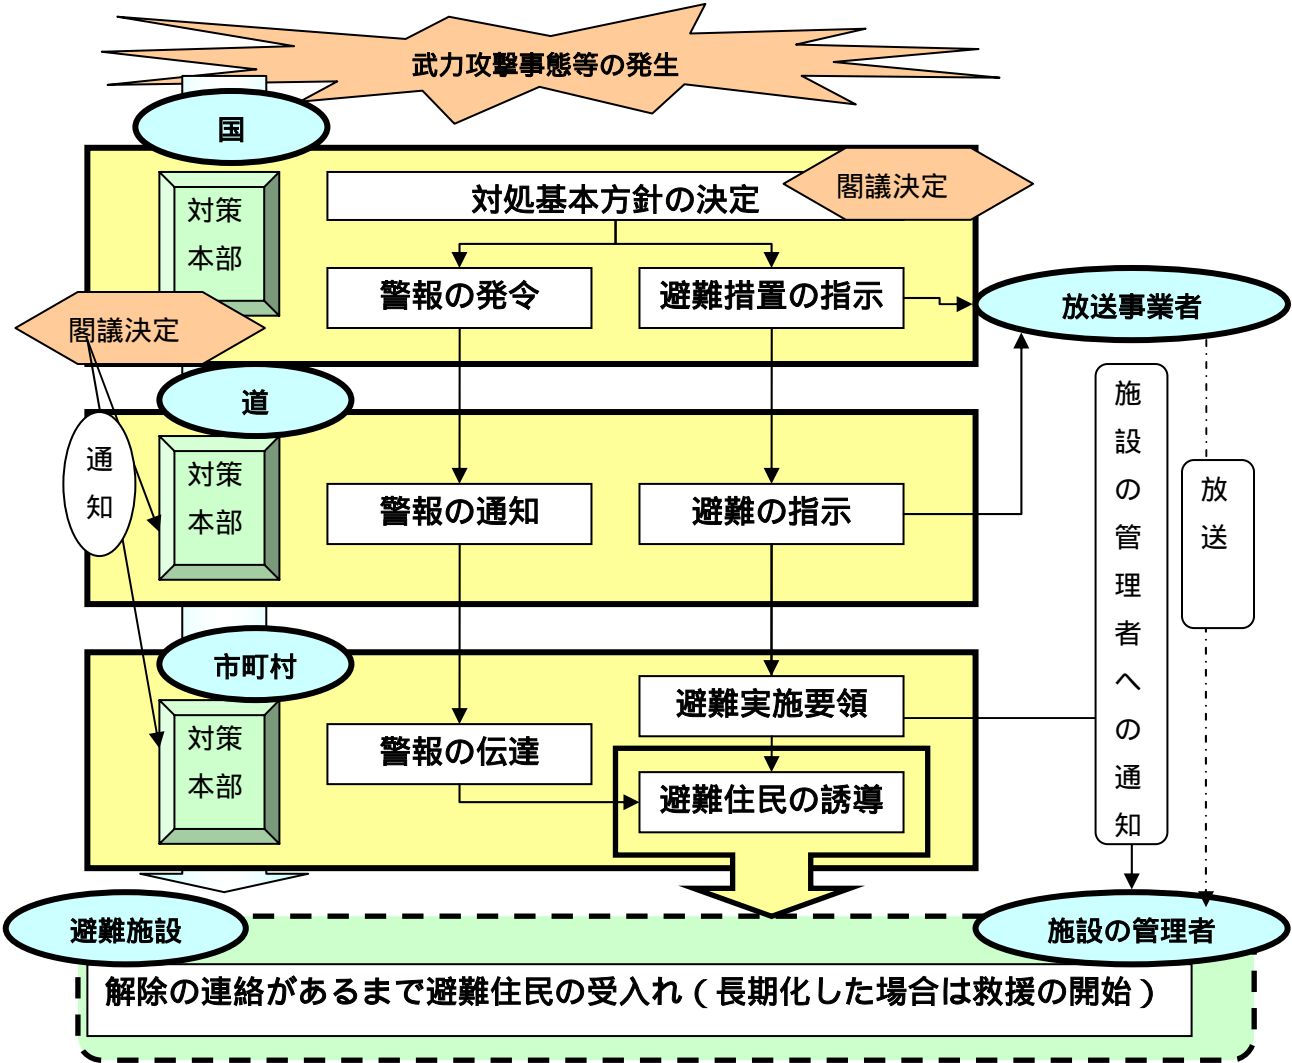 武力攻撃事態等の発生
国
対策
本部
対処基本方針の決定
閣議決定
警報の発令
避難措置の指示
放送事業者
閣議決定
道
通
知
対策
本部
警報の通知
避難の指示
施
設
の
管
理
者
へ
の
通
知
放
送
市町村
対策
本部
避難実施要領
警報の伝達
避難住民の誘導
避難施設
施設の管理者
解除の連絡があるまで避難住民の受入れ（長期化した場合は救援の開始）